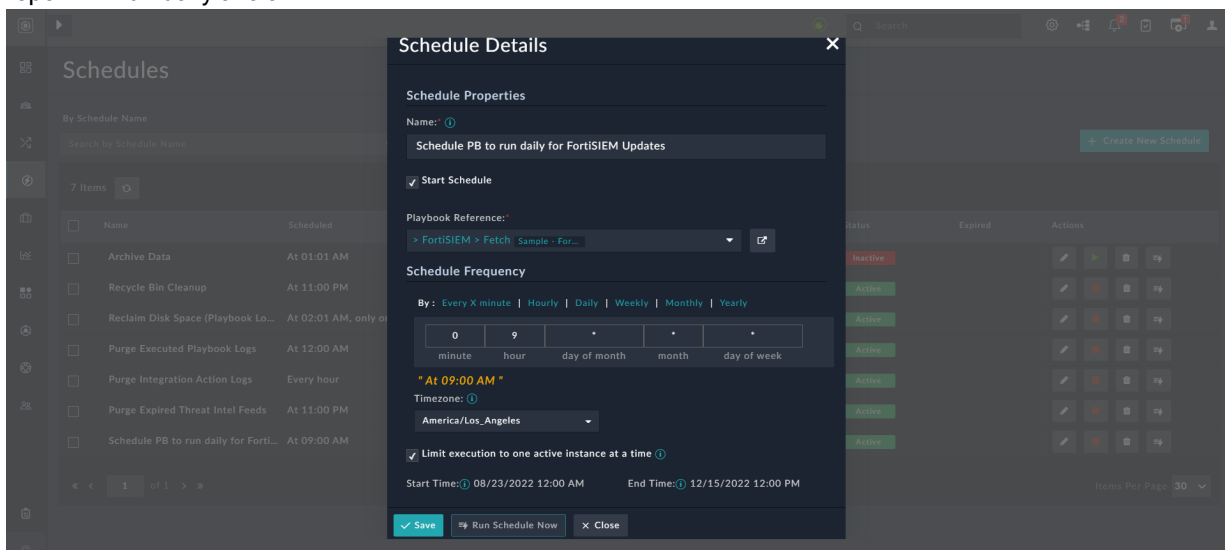 Schedule Details ×
Search
2
Schedules
By Schedule Name
Search by Schedule Name
+ Create New Schedule
7 Items
Name Scheduled Status Expired Actions
Archive Data At 01:01 AM Inactive
Recycle Bin Cleanup At 11:00 PM Active
Reclaim Disk Space (Playbook Lo... At 02:01 AM, only o Active
Purge Executed Playbook Logs At 12:00 AM Active
Purge Integration Action Logs Every hour Active
Purge Expired Threat Intel Feeds At 11:00 PM Active
Schedule PB to run daily for Forti... At 09:00 AM Active
« < 1 of 1 > »
Items Per Page 30
Schedule Properties
Name:*
Schedule PB to run daily for FortiSIEM Updates
Start Schedule
Playbook Reference:*
> FortiSIEM > Fetch Sample - For...
Schedule Frequency
By : Every X minute | Hourly | Daily | Weekly | Monthly | Yearly
0 9 * * *
minute hour day of month month day of week
" At 09:00 AM "
Timezone:
America/Los_Angeles
Limit execution to one active instance at a time
Start Time: 08/23/2022 12:00 AM End Time: 12/15/2022 12:00 PM
Save Run Schedule Now × Close